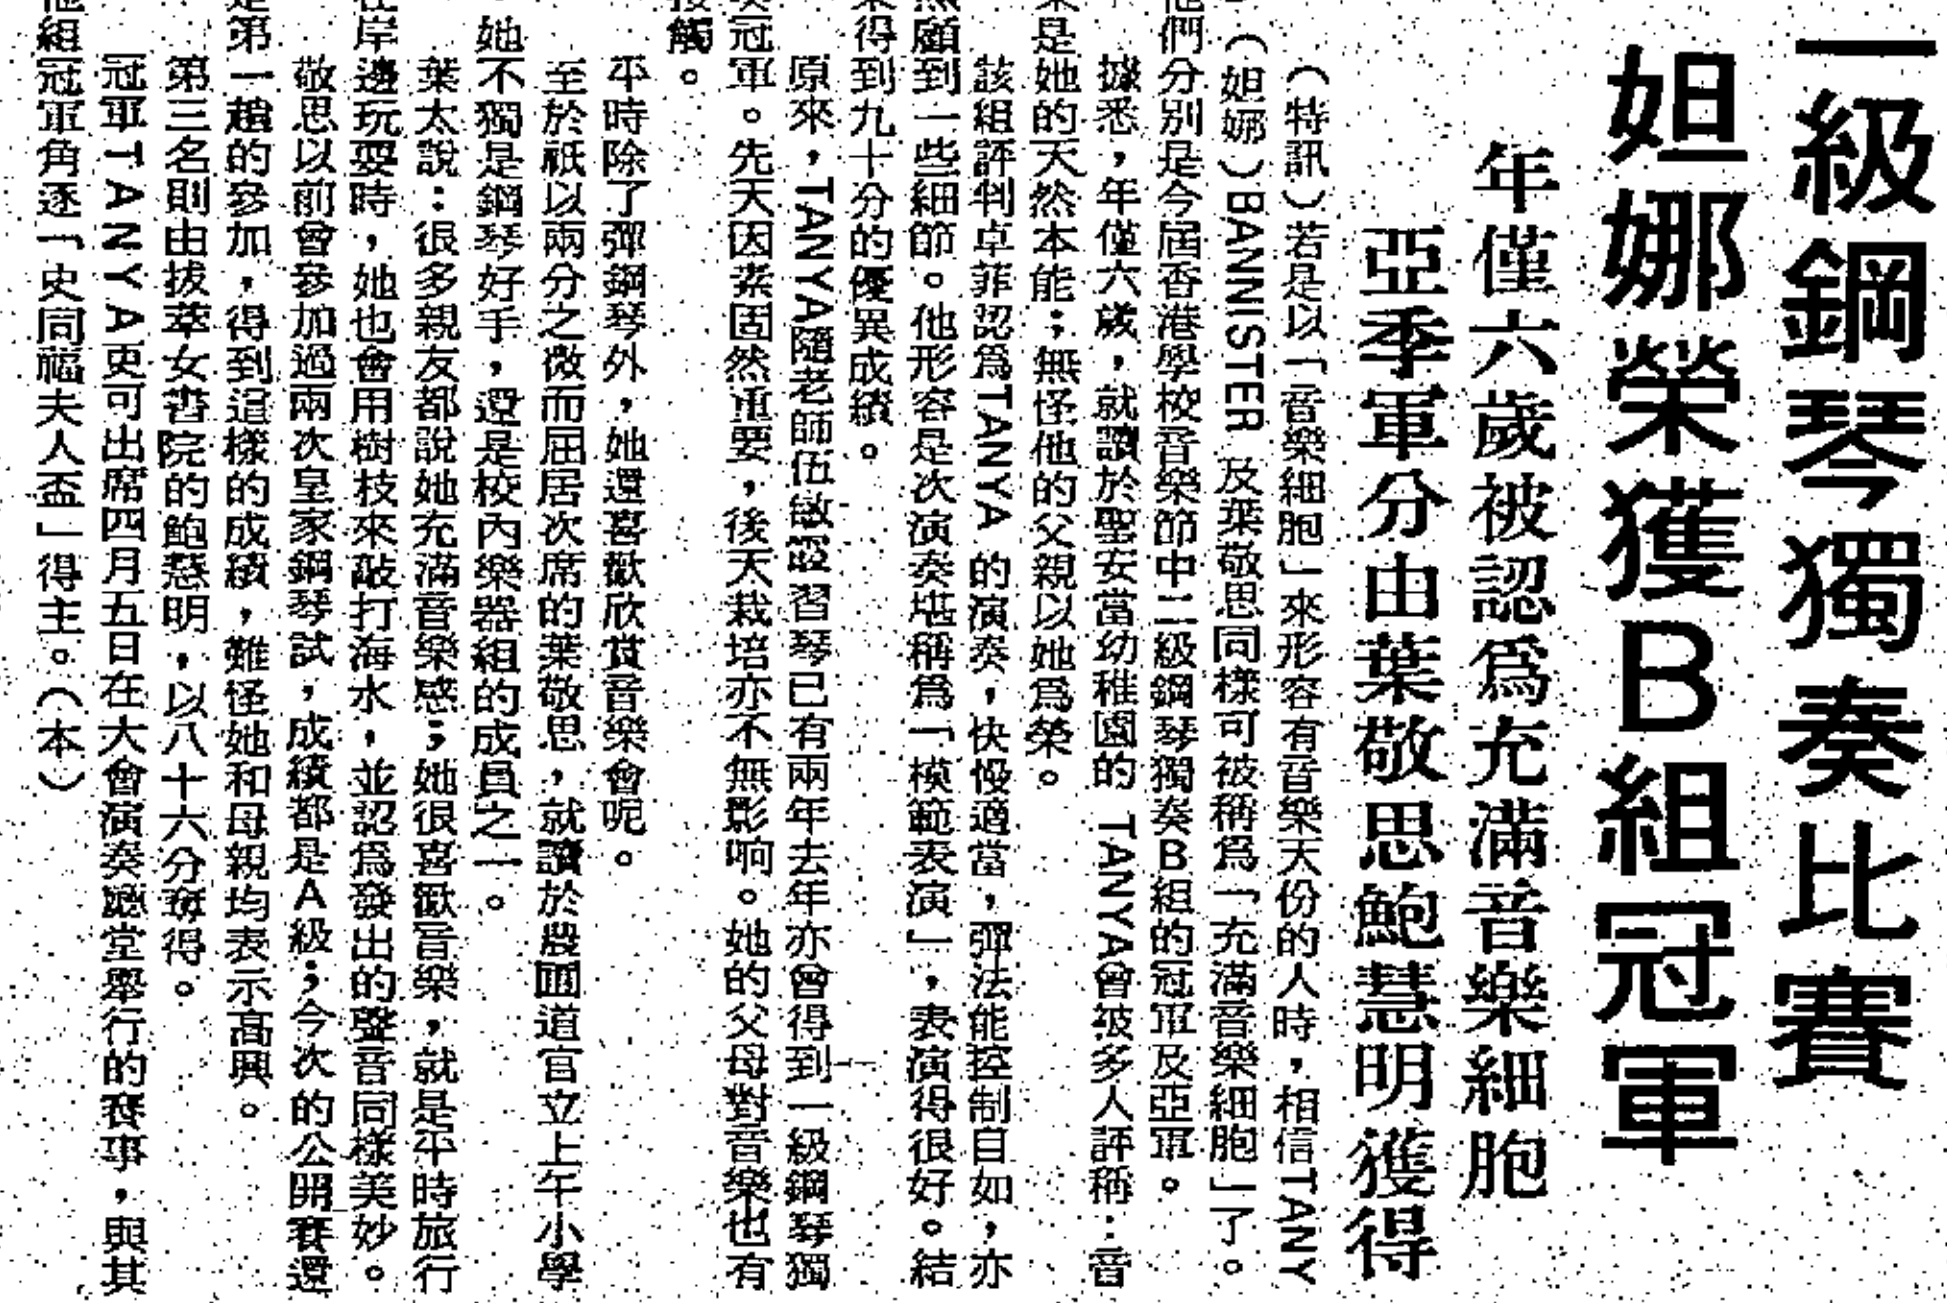 一級鋼琴獨奏比賽
妲娜榮獲B組冠軍
年僅六歲被認爲充滿音樂細胞
亞季軍分由葉敬思鮑慧明獲得
（特訊）若是以「音樂細胞」來形容有音樂天份的人時，相信TANY
（妲娜）BANNISTER 及葉敬思同樣可被稱爲「充滿音樂細胞」了。
他們分別是今屆香港學校音樂節中二級鋼琴獨奏B組的冠軍及亞軍。
據悉，年僅六歲，就讀於聖安當幼稚園的 TANYA曾被多人評稱：音
樂是她的天然本能；無怪他的父親以她爲榮。
該組評判卓菲認爲TANYA 的演奏，快慢適當，彈法能控制自如，亦
照顧到一些細節。他形容是次演奏堪稱爲「模範表演」，表演得很好。結
果得到九十分的優異成績。
原來，TANYA隨老師伍敏 習琴已有兩年去年亦曾得到一級鋼琴獨
奏冠軍。先天因素固然重要，後天栽培亦不無影响。她的父母對音樂也有
接觸。
平時除了彈鋼琴外，她還喜歡欣賞音樂會呢。
至於祇以兩分之微而屈居次席的葉敬思，就讀於農圃道官立上午小學
。她不獨是鋼琴好手，還是校內樂器組的成員之一。
葉太說：很多親友都說她充滿音樂感；她很喜歡音樂，就是平時旅行
在岸邊玩耍時，她也會用樹枝來敲打海水，並認爲發出的聲音同樣美妙。
敬思以前曾參加過兩次皇家鋼琴試，成績都是A級；今次的公開賽還
是第一趟的參加，得到這樣的成績，難怪她和母親均表示高興。
第三名則由拔萃女書院的鮑慧明，以八十六分奪得。
冠軍TANYA更可出席四月五日在大會演奏廳堂舉行的賽事，與其
他組冠軍角逐「史同福夫人盃」得主。（本）